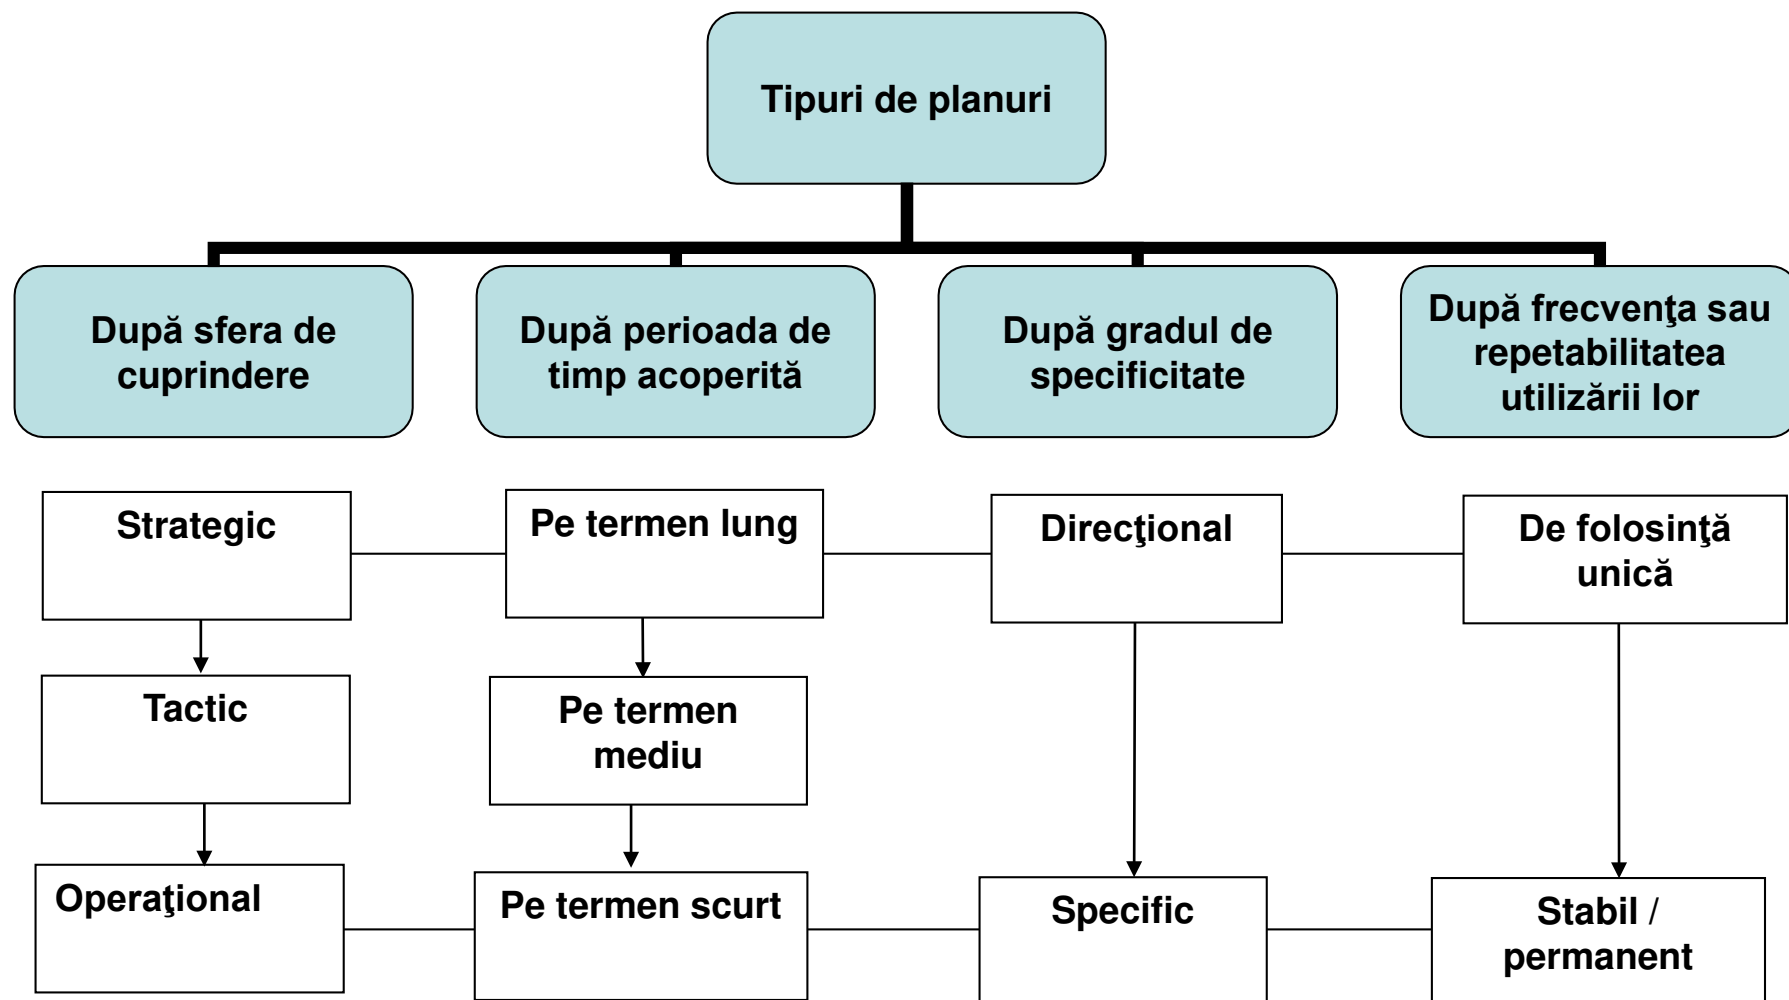 Tipuri de planuri
După sfera de
cuprindere
După perioada de
timp acoperită
După gradul de
specificitate
După frecvenţa sau
repetabilitatea
utilizării lor
Strategic
Pe termen lung
Direcţional
De folosinţă
unică
Tactic
Pe termen
mediu
Operaţional
Pe termen scurt
Specific
Stabil /
permanent